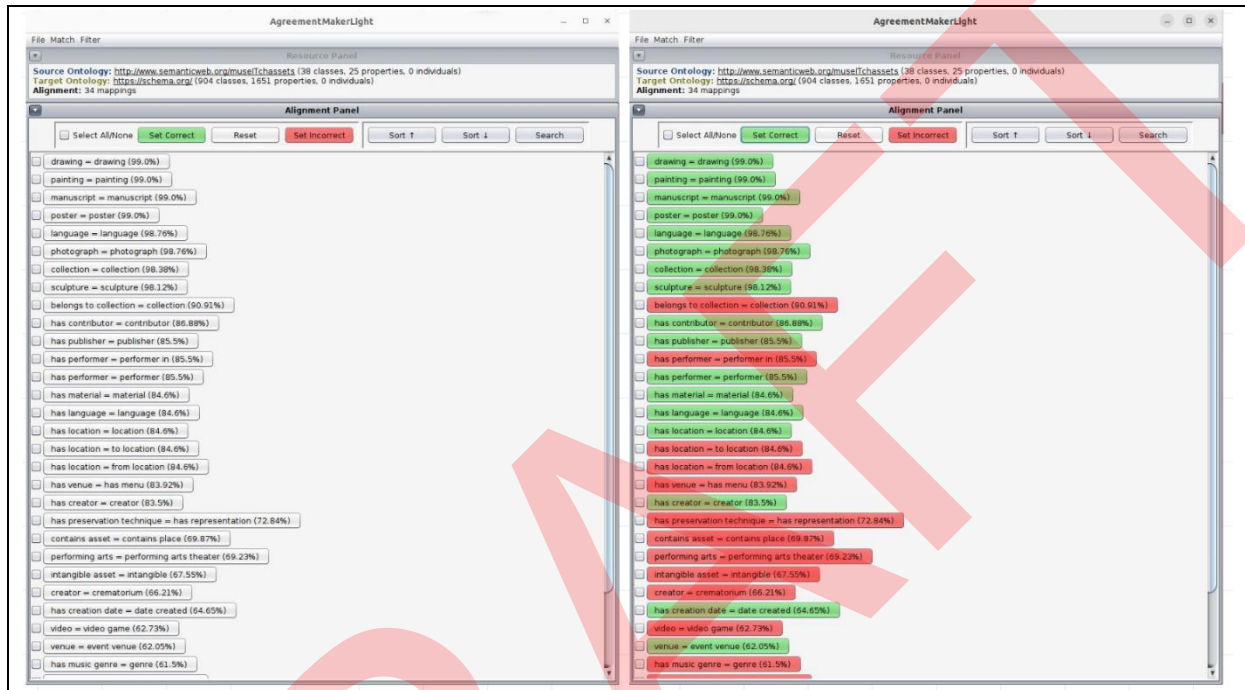 AgreementMakerLight
File Match Filter
Resource Panel
Source Ontology: http://www.semanticweb.org/museITchassets (38 classes, 25 properties, 0 individuals)
Target Ontology: https://schema.org/ (904 classes, 1651 properties, 0 individuals)
Alignment: 34 mappings
Alignment Panel
Select All/None Set Correct Reset Set Incorrect Sort ↑ Sort ↓ Search
drawing = drawing (99.0%)
painting = painting (99.0%)
manuscript = manuscript (99.0%)
poster = poster (99.0%)
language = language (98.76%)
photograph = photograph (98.76%)
collection = collection (98.38%)
sculpture = sculpture (98.12%)
belongs to collection = collection (90.91%)
has contributor = contributor (86.88%)
has publisher = publisher (85.5%)
has performer = performer in (85.5%)
has performer = performer (85.5%)
has material = material (84.6%)
has language = language (84.6%)
has location = location (84.6%)
has location = to location (84.6%)
has location = from location (84.6%)
has venue = has menu (83.92%)
has creator = creator (83.5%)
has preservation technique = has representation (72.84%)
contains asset = contains place (69.87%)
performing arts = performing arts theater (69.23%)
intangible asset = intangible (67.55%)
creator = crematorium (66.21%)
has creation date = date created (64.65%)
video = video game (62.73%)
venue = event venue (62.05%)
has music genre = genre (61.5%)
AgreementMakerLight
File Match Filter
Resource Panel
Source Ontology: http://www.semanticweb.org/museITchassets (38 classes, 25 properties, 0 individuals)
Target Ontology: https://schema.org/ (904 classes, 1651 properties, 0 individuals)
Alignment: 34 mappings
Alignment Panel
Select All/None Set Correct Reset Set Incorrect Sort ↑ Sort ↓ Search
drawing = drawing (99.0%)
painting = painting (99.0%)
manuscript = manuscript (99.0%)
poster = poster (99.0%)
language = language (98.76%)
photograph = photograph (98.76%)
collection = collection (98.38%)
sculpture = sculpture (98.12%)
belongs to collection = collection (90.91%)
has contributor = contributor (86.88%)
has publisher = publisher (85.5%)
has performer = performer in (85.5%)
has performer = performer (85.5%)
has material = material (84.6%)
has language = language (84.6%)
has location = location (84.6%)
has location = to location (84.6%)
has location = from location (84.6%)
has venue = has menu (83.92%)
has creator = creator (83.5%)
has preservation technique = has representation (72.84%)
contains asset = contains place (69.87%)
performing arts = performing arts theater (69.23%)
intangible asset = intangible (67.55%)
creator = crematorium (66.21%)
has creation date = date created (64.65%)
video = video game (62.73%)
venue = event venue (62.05%)
has music genre = genre (61.5%)